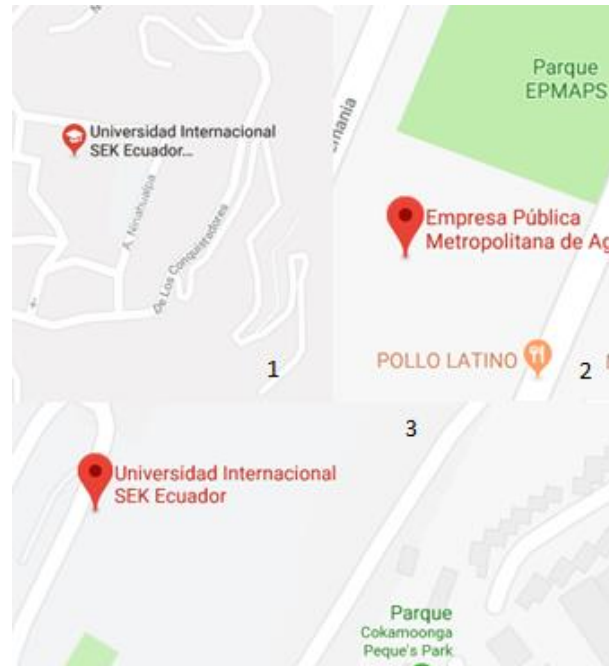 Universidad Internacional
SEK Ecuador...
A. Ninahualpa
De Los Conquistadores
1
Parque
EPMAPS
Empresa Pública
Metropolitana de Ag
POLLO LATINO
2
3
Universidad Internacional
SEK Ecuador
Parque
Cokamoonga
Peque's Park